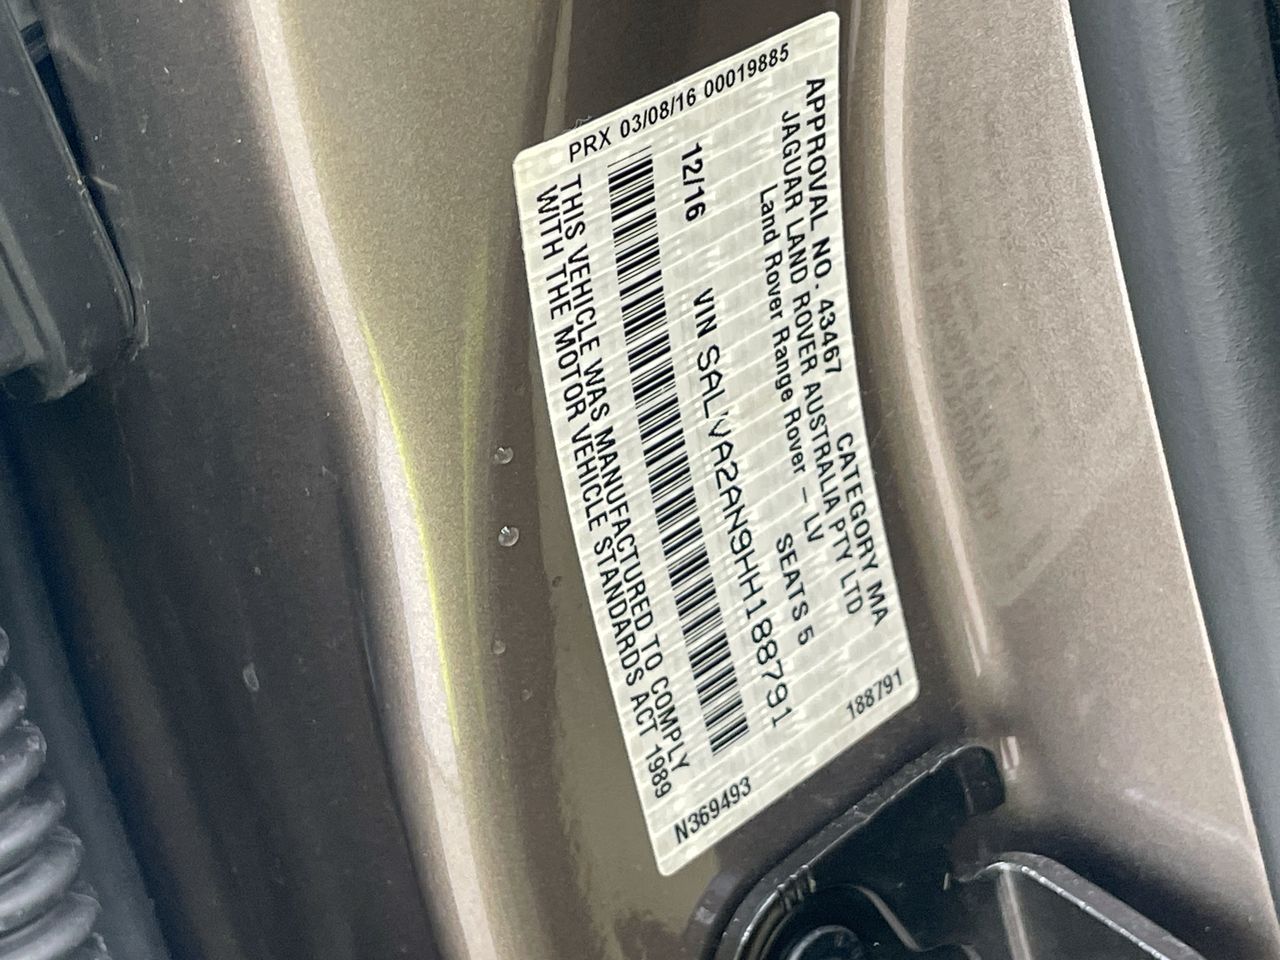 PRX 03/08/16 00019885
APPROVAL NO. 43467 CATEGORY MA
JAGUAR LAND ROVER AUSTRALIA PTY LTD
Land Rover Range Rover – LV
SEATS 5
12/16 VIN SALVA2AN9HH188791
THIS VEHICLE WAS MANUFACTURED TO COMPLY
WITH THE MOTOR VEHICLE STANDARDS ACT 1989
188791
N369493